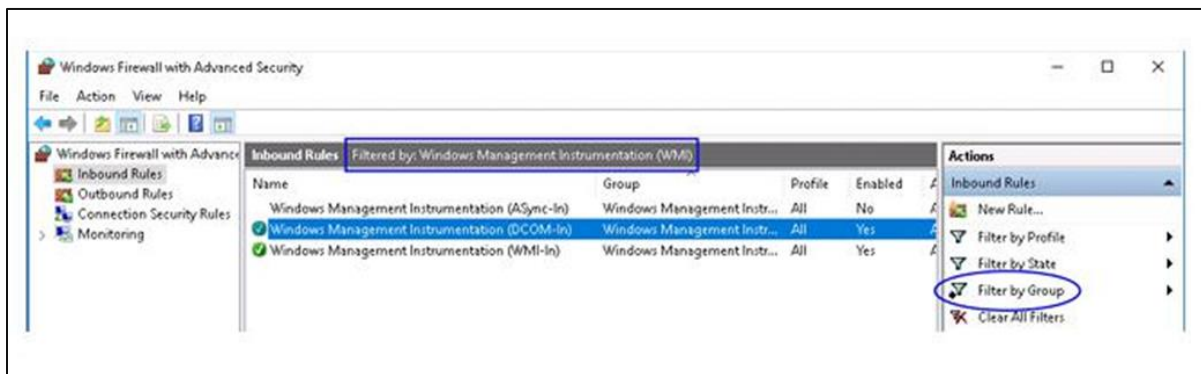 Windows Firewall with Advanced Security
File Action View Help
Windows Firewall with Advance
Inbound Rules
Outbound Rules
Connection Security Rules
Monitoring
Inbound Rules Filtered by: Windows Management Instrumentation (WMI)
Name Group Profile Enabled A
Windows Management Instrumentation (ASync-In) Windows Management Instr... All No A
Windows Management Instrumentation (DCOM-In) Windows Management Instr... All Yes A
Windows Management Instrumentation (WMI-In) Windows Management Instr... All Yes A
Actions
Inbound Rules
New Rule...
Filter by Profile
Filter by State
Filter by Group
Clear All Filters